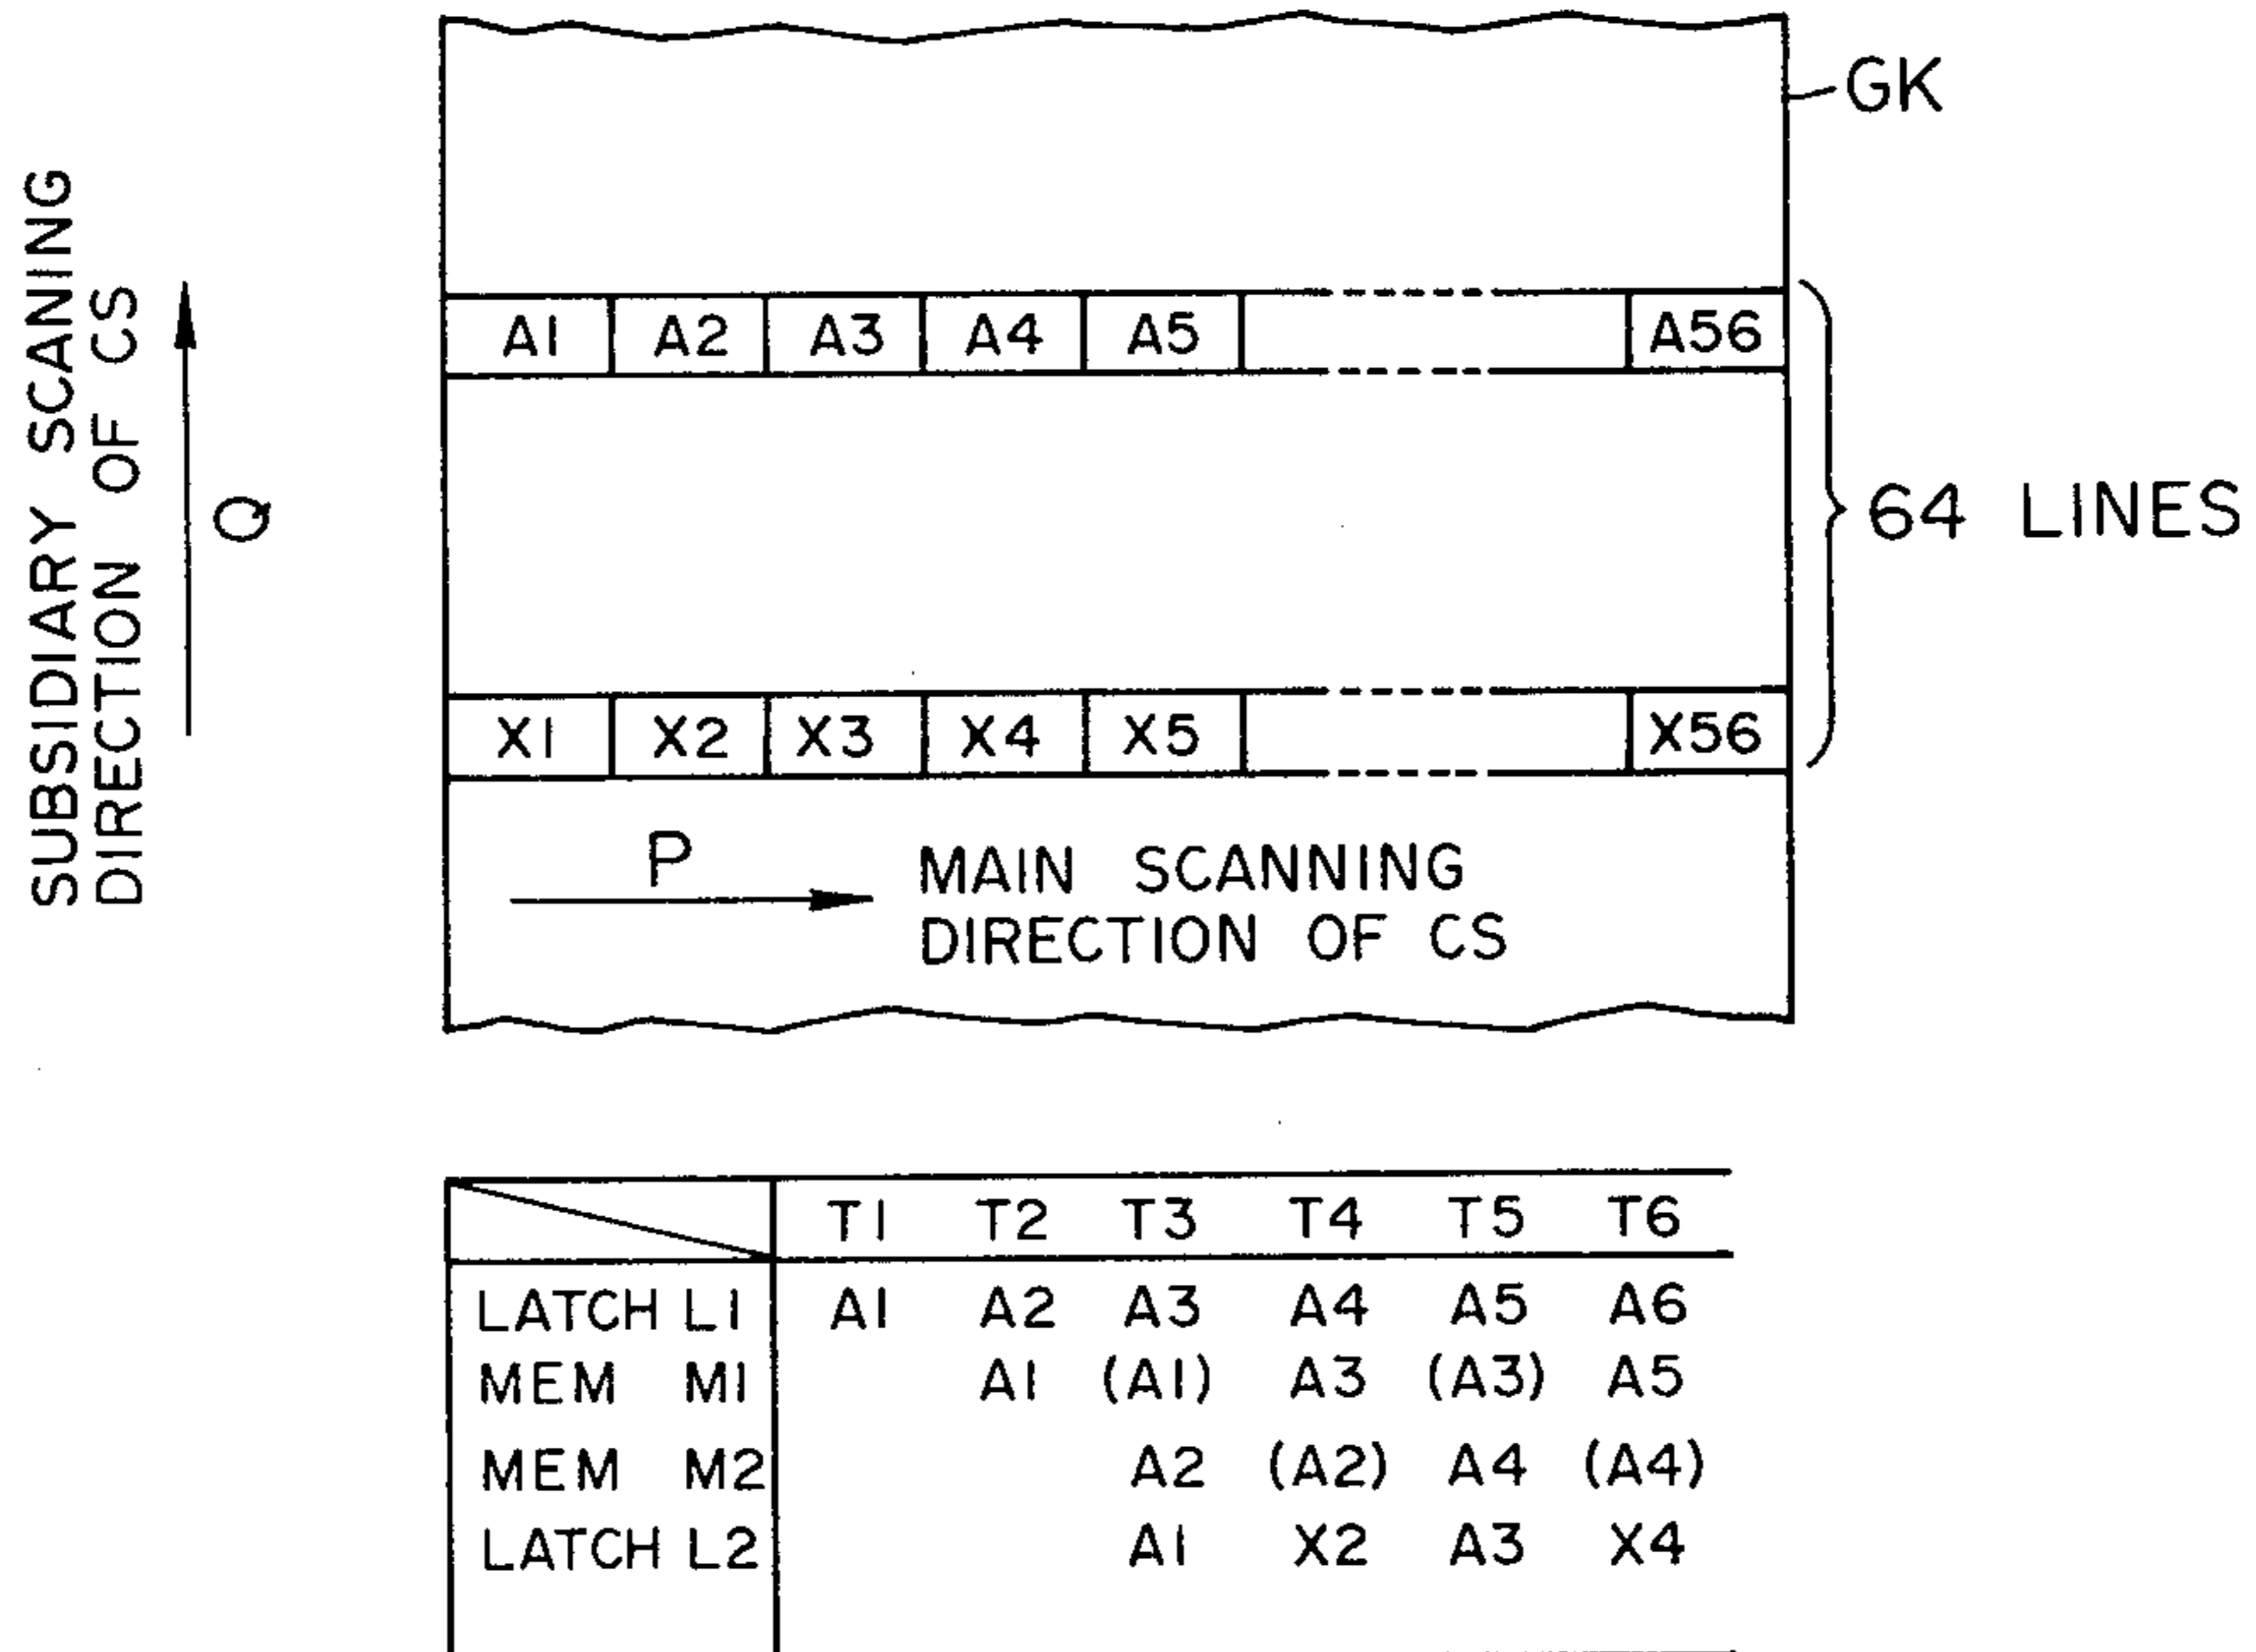 GK
SUBSIDIARY SCANING
DIRECTION OF CS
Q
A1 A2 A3 A4 A5 A56
64 LINES
X1 X2 X3 X4 X5 X56
P
MAIN SCANNING
DIRECTION OF CS
T1 T2 T3 T4 T5 T6
LATCH L1 A1 A2 A3 A4 A5 A6
MEM M1 A1 (A1) A3 (A3) A5
MEM M2 A2 (A2) A4 (A4)
LATCH L2 A1 X2 A3 X4